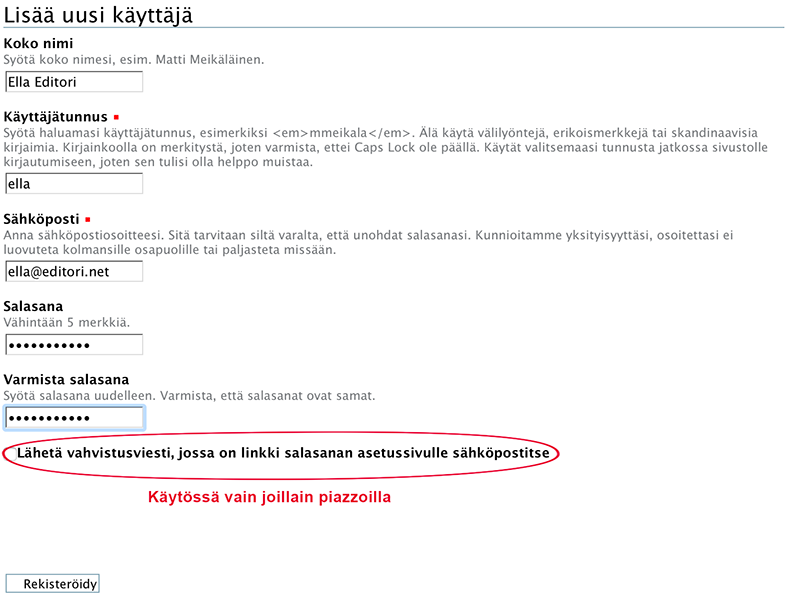 Lisää uusi käyttäjä
Koko nimi
Syötä koko nimesi, esim. Matti Meikäläinen.
Ella Editori
Käyttäjätunnus
Syötä haluamasi käyttäjätunnus, esimerkiksi <em>mmeikala</em>. Älä käytä välilyöntejä, erikoismerkkejä tai skandinaavisia
kirjaimia. Kirjainkoolla on merkitystä, joten varmista, ettei Caps Lock ole päällä. Käytät valitsemaasi tunnusta jatkossa sivustolle
kirjautumiseen, joten sen tulisi olla helppo muistaa.
ella
Sähköposti
Anna sähköpostiosoitteesi. Sitä tarvitaan siltä varalta, että unohdat salasanasi. Kunnioitamme yksityisyyttäsi, osoitettasi ei
luovuteta kolmansille osapuolille tai paljasteta missään.
ella@editori.net
Salasana
Vähintään 5 merkkiä.
•••••••••••
Varmista salasana
Syötä salasana uudelleen. Varmista, että salasanat ovat samat.
•••••••••••
Lähetä vahvistusviesti, jossa on linkki salasanan asetussivulle sähköpostitse
Käytössä vain joillain piazzoilla
Rekisteröidy